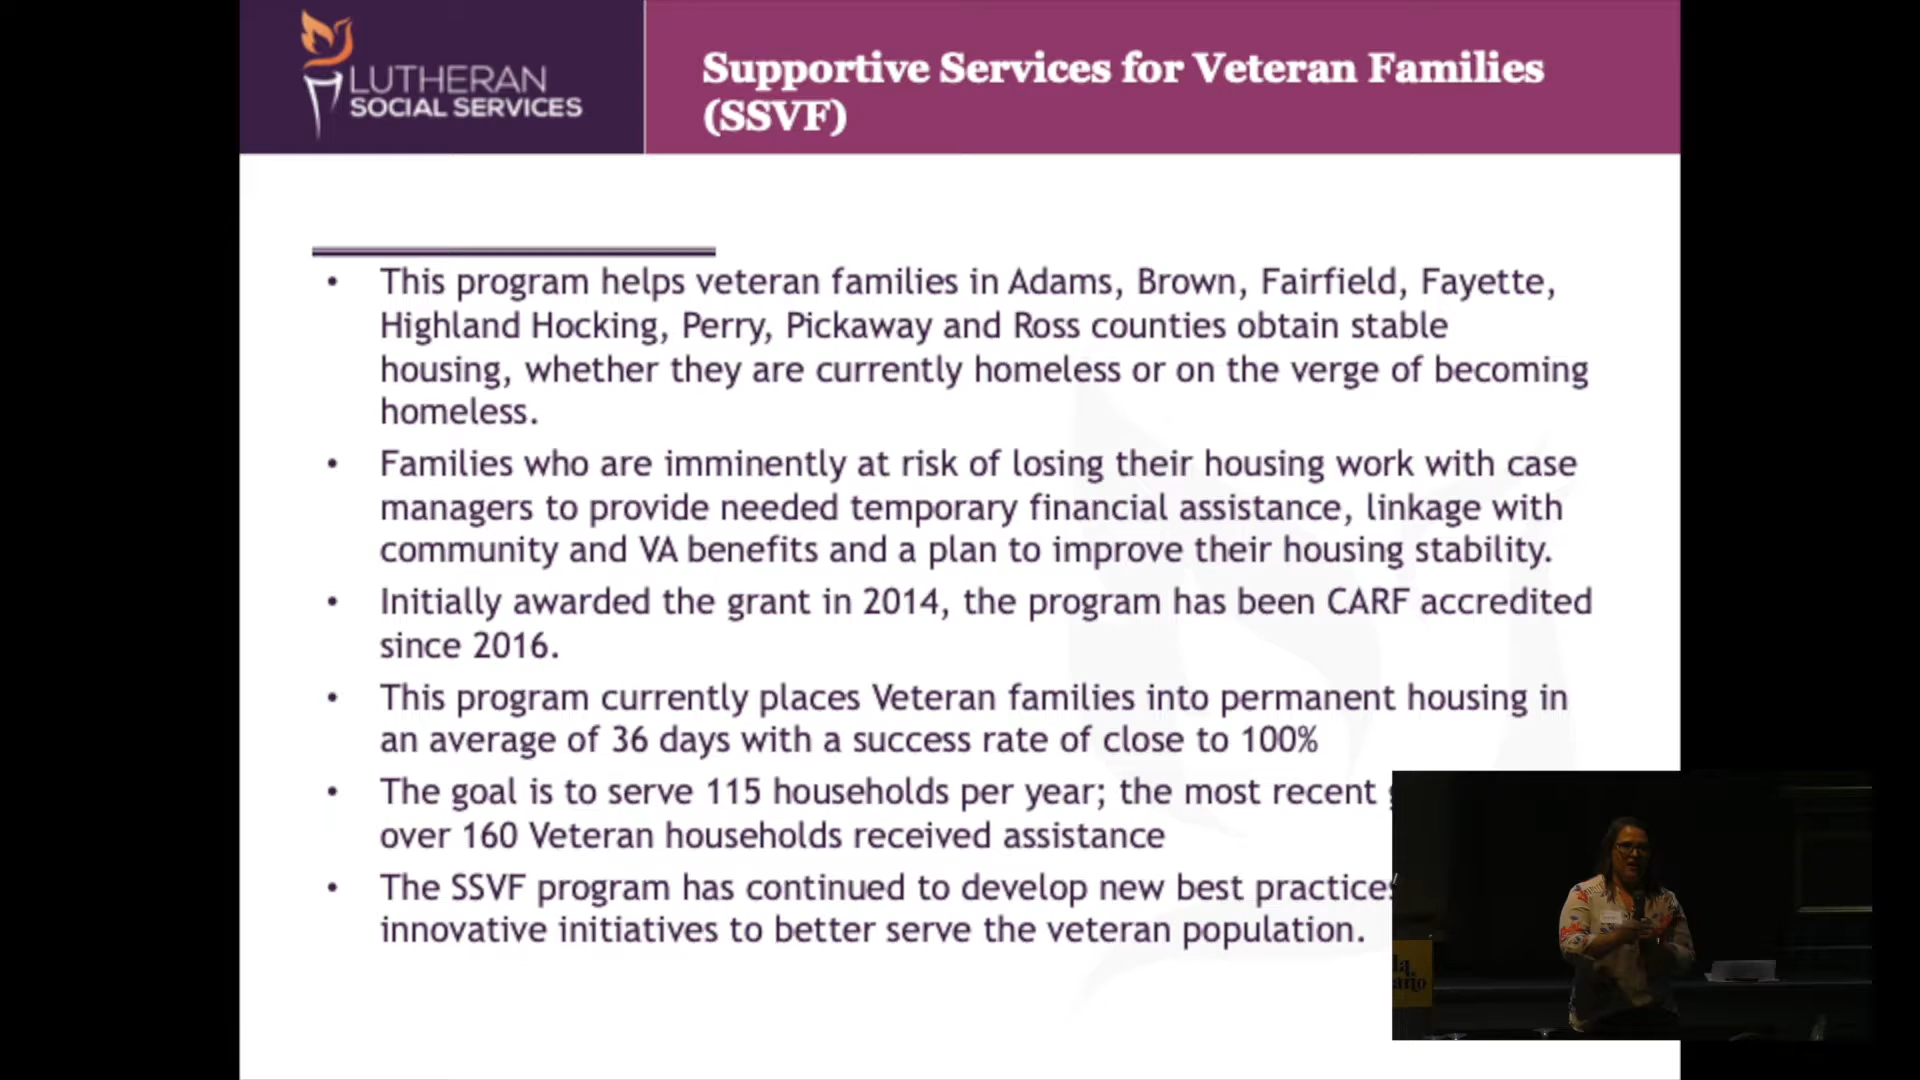 LUTHERAN
SOCIAL SERVICES
Supportive Services for Veteran Families
(SSVF)
• This program helps veteran families in Adams, Brown, Fairfield, Fayette,
Highland Hocking, Perry, Pickaway and Ross counties obtain stable
housing, whether they are currently homeless or on the verge of becoming
homeless.
• Families who are imminently at risk of losing their housing work with case
managers to provide needed temporary financial assistance, linkage with
community and VA benefits and a plan to improve their housing stability.
• Initially awarded the grant in 2014, the program has been CARF accredited
since 2016.
• This program currently places Veteran families into permanent housing in
an average of 36 days with a success rate of close to 100%
• The goal is to serve 115 households per year; the most recent
over 160 Veteran households received assistance
• The SSVF program has continued to develop new best practices
innovative initiatives to better serve the veteran population.